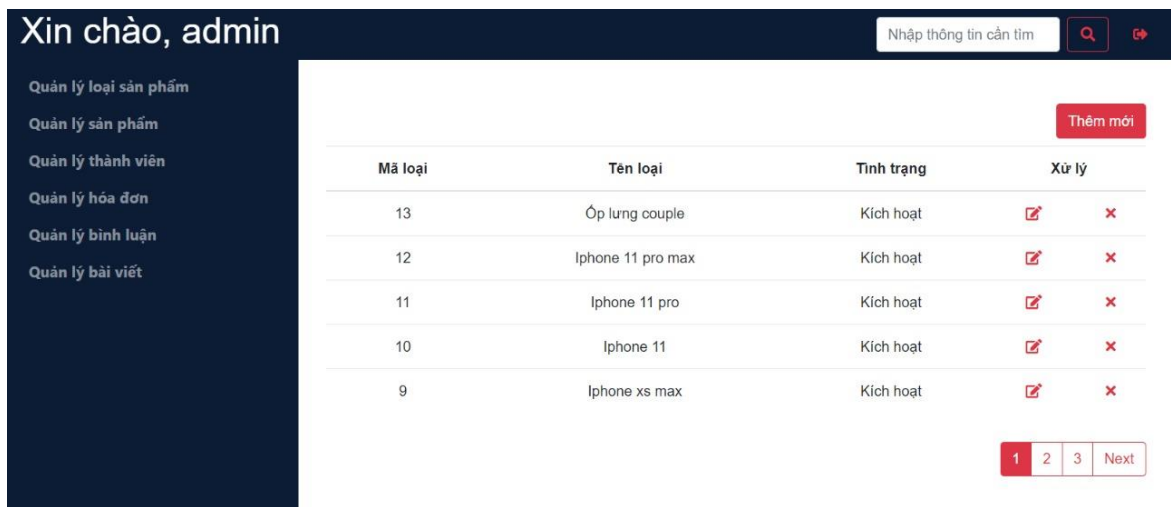 Xin chào, admin
Nhập thông tin cần tìm
Quản lý loại sản phẩm
Quản lý sản phẩm
Quản lý thành viên
Quản lý hóa đơn
Quản lý bình luận
Quản lý bài viết
Thêm mới
Mã loại Tên loại Tình trạng Xử lý
13 Ốp lưng couple Kích hoạt
12 Iphone 11 pro max Kích hoạt
11 Iphone 11 pro Kích hoạt
10 Iphone 11 Kích hoạt
9 Iphone xs max Kích hoạt
1 2 3 Next